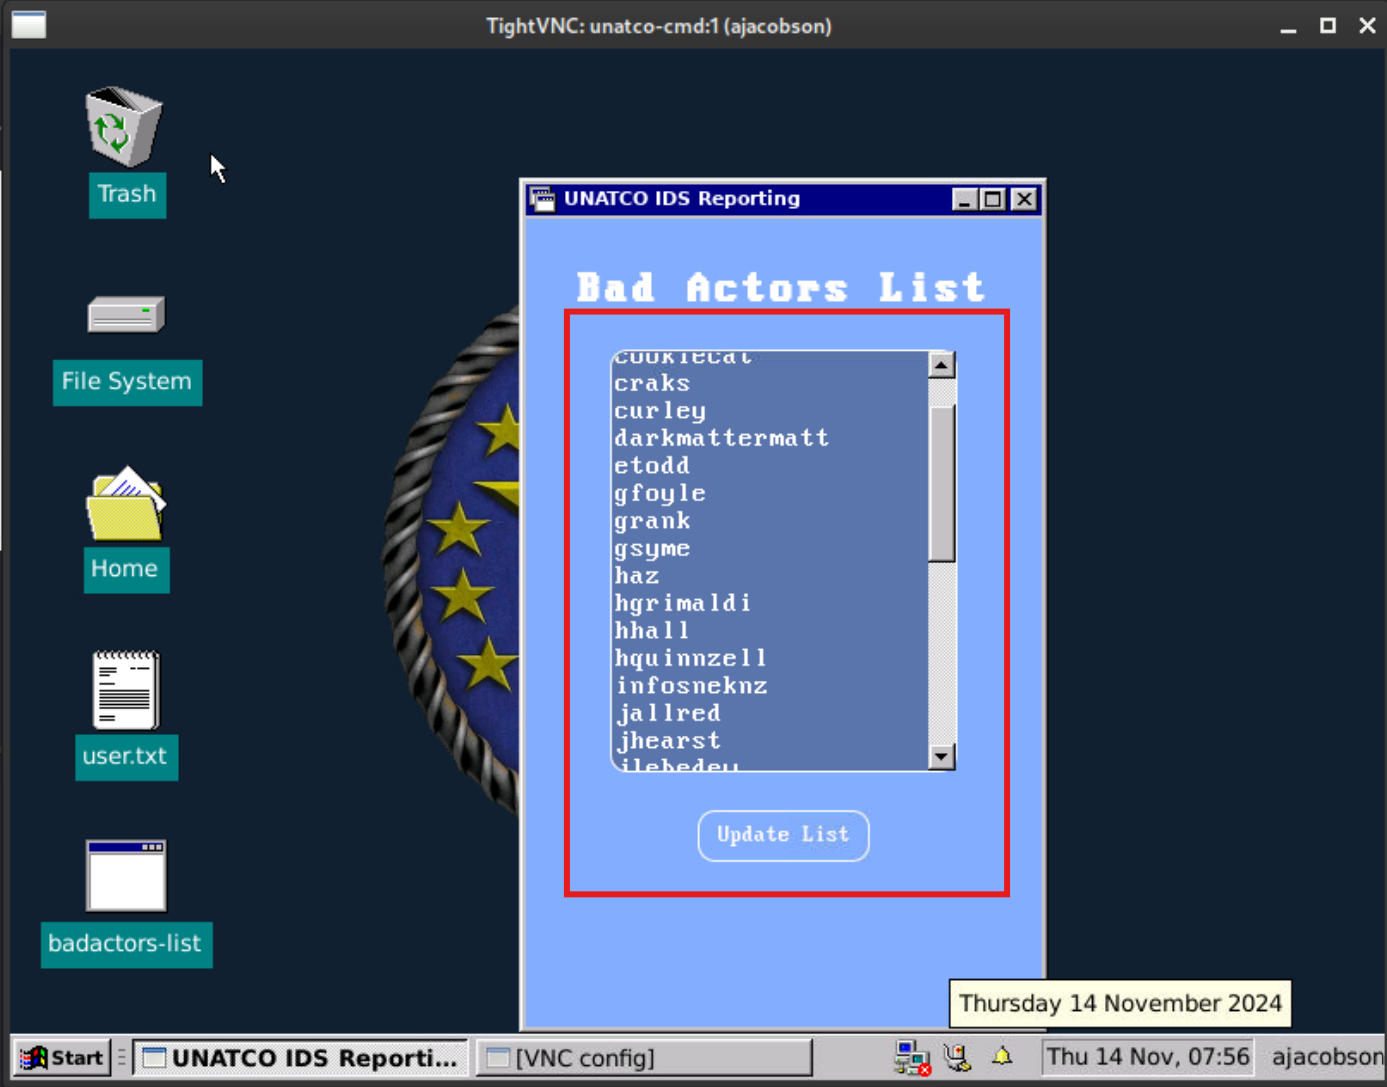 TightVNC: unatco-cmd:1 (ajacobson)
Trash
File System
Home
user.txt
badactors-list
UNATCO IDS Reporting
Bad Actors List
cookiecat
craks
curley
darkmattermatt
etodd
gfoyle
grank
gsyme
haz
hgrimaldi
hhall
hquinnzell
infosneknz
jallred
jhearst
jlebedev
Update List
Thursday 14 November 2024
Start
UNATCO IDS Reporti...
[VNC config]
Thu 14 Nov, 07:56
ajacobson